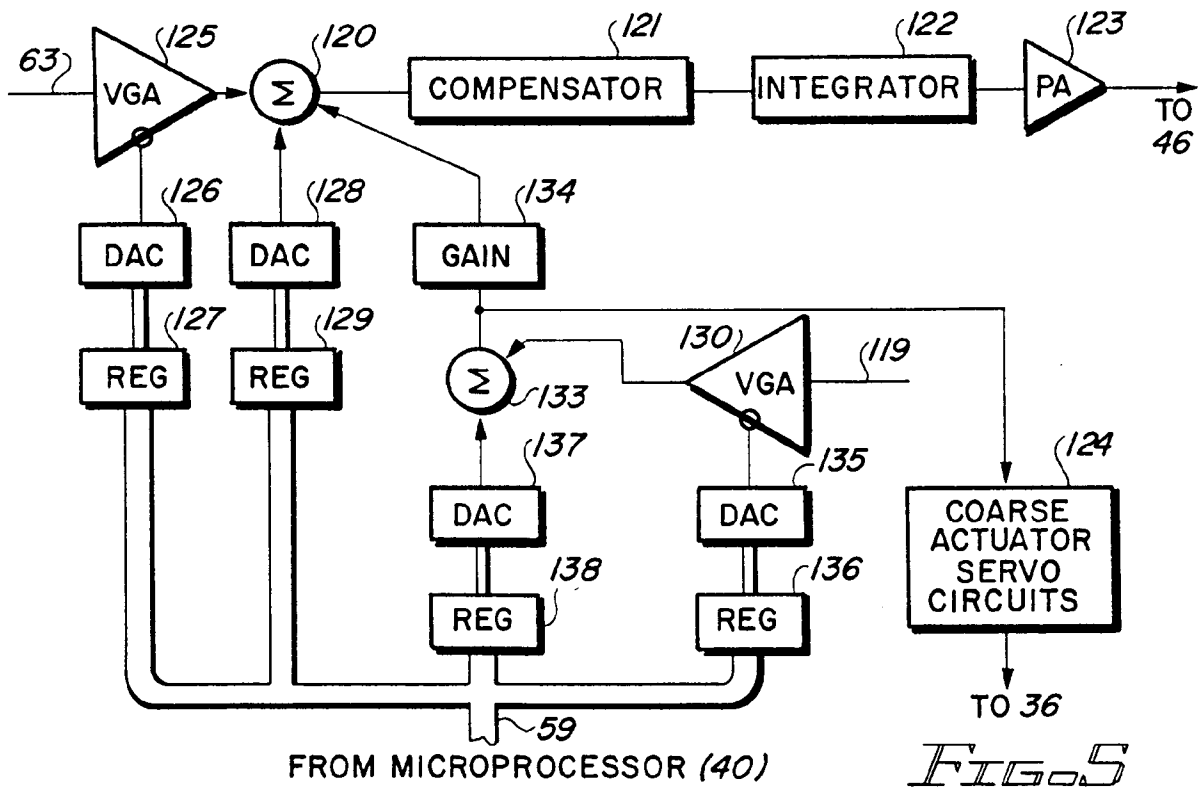 125
120
121
122
123
63
VGA
Σ
COMPENSATOR
INTEGRATOR
PA
TO
46
126
128
134
DAC
DAC
GAIN
127
129
130
119
REG
REG
Σ
133
VGA
137
135
124
DAC
DAC
COARSE
ACTUATOR
SERVO
CIRCUITS
138
136
REG
REG
59
TO 36
FROM MICROPROCESSOR (40)
FIG. 5